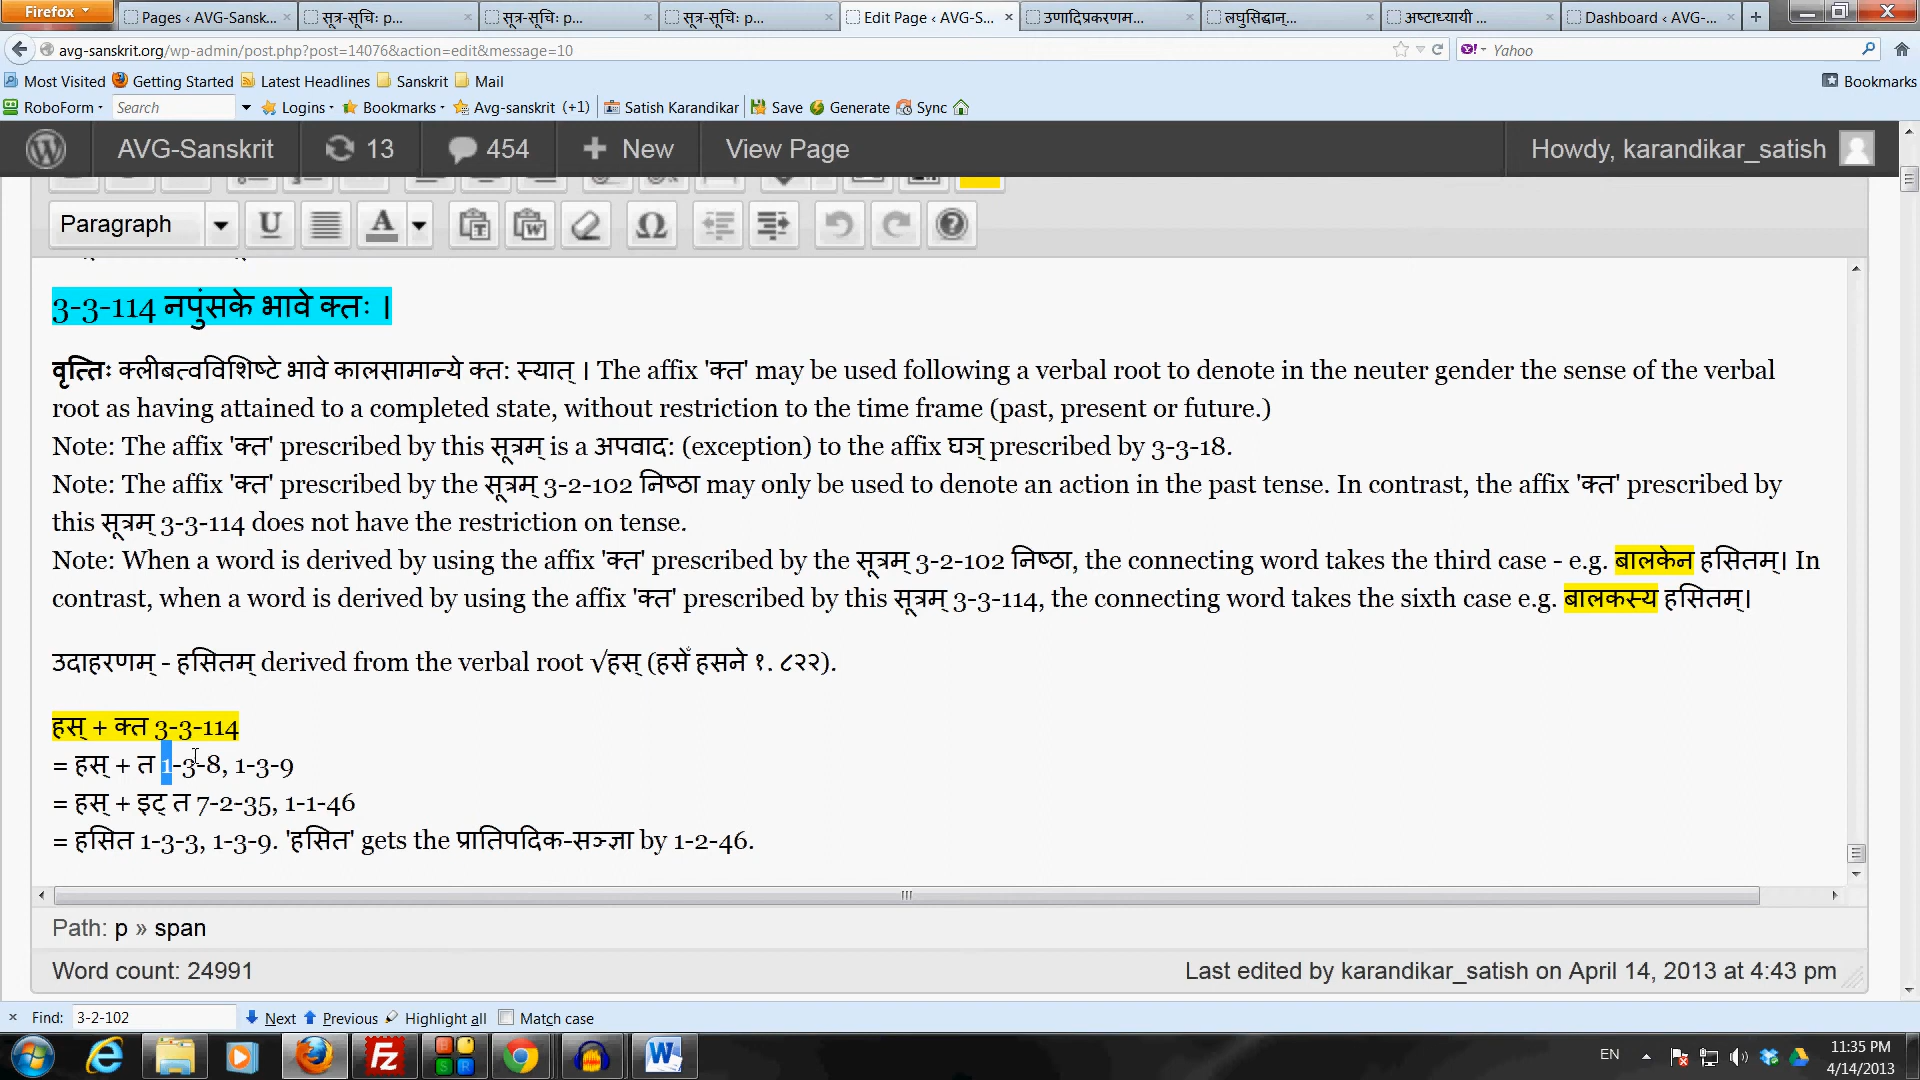 Firefox
Pages ‹ AVG-Sansk...
सूत्र-सूचिः p...
सूत्र-सूचिः p...
सूत्र-सूचिः p...
Edit Page ‹ AVG-S...
उणादिप्रकरणम...
लघुसिद्धान्...
अष्टाध्यायी ...
Dashboard ‹ AVG-...
avg-sanskrit.org/wp-admin/post.php?post=14076&action=edit&message=10
Yahoo
Most Visited Getting Started Latest Headlines Sanskrit Mail
Bookmarks
RoboForm Search Logins Bookmarks Avg-sanskrit (+1) Satish Karandikar Save Generate Sync
AVG-Sanskrit 13 454 New View Page
Howdy, karandikar_satish
Paragraph
3-3-114 नपुंसके भावे क्तः ।
वृत्तिः क्लीबत्वविशिष्टे भावे कालसामान्ये क्त: स्यात् । The affix 'क्त' may be used following a verbal root to denote in the neuter gender the sense of the verbal
root as having attained to a completed state, without restriction to the time frame (past, present or future.)
Note: The affix 'क्त' prescribed by this सूत्रम् is a अपवाद: (exception) to the affix घञ् prescribed by 3-3-18.
Note: The affix 'क्त' prescribed by the सूत्रम् 3-2-102 निष्ठा may only be used to denote an action in the past tense. In contrast, the affix 'क्त' prescribed by
this सूत्रम् 3-3-114 does not have the restriction on tense.
Note: When a word is derived by using the affix 'क्त' prescribed by the सूत्रम् 3-2-102 निष्ठा, the connecting word takes the third case - e.g. बालकेन हसितम्। In
contrast, when a word is derived by using the affix 'क्त' prescribed by this सूत्रम् 3-3-114, the connecting word takes the sixth case e.g. बालकस्य हसितम्।
उदाहरणम् - हसितम् derived from the verbal root √हस् (हसेँ हसने १. ८२२).
हस् + क्त 3-3-114
= हस् + त 1-3-8, 1-3-9
= हस् + इट् त 7-2-35, 1-1-46
= हसित 1-3-3, 1-3-9. 'हसित' gets the प्रातिपदिक-सञ्ज्ञा by 1-2-46.
Path: p » span
Word count: 24991
Last edited by karandikar_satish on April 14, 2013 at 4:43 pm
Find: 3-2-102 Next Previous Highlight all Match case
EN
11:35 PM
4/14/2013